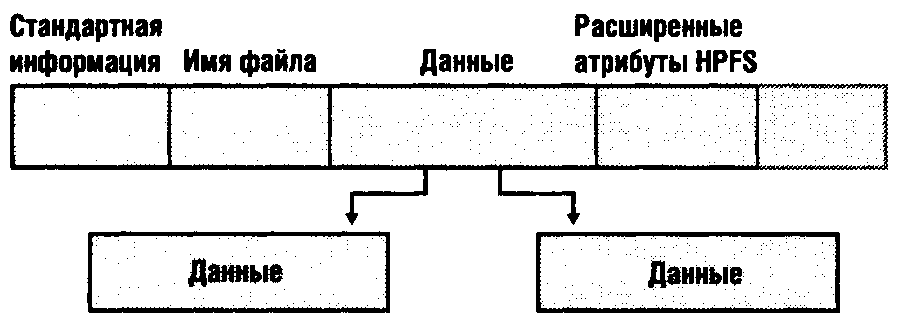 Стандартная
информация
Имя файла
Данные
Расширенные
атрибуты HPFS
Данные
Данные